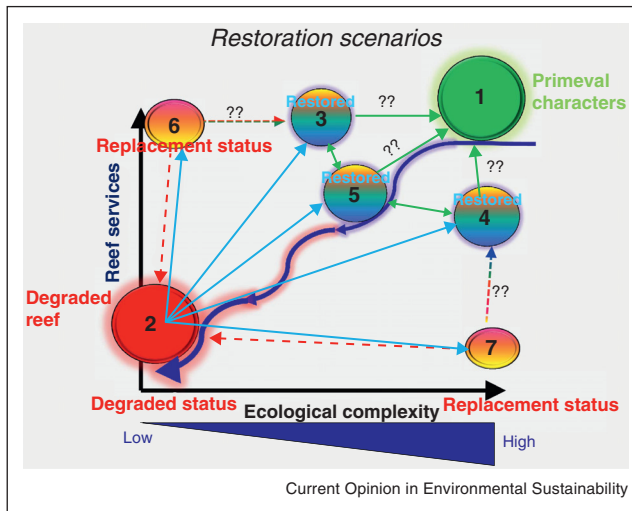 Restoration scenarios
1
Primeval
characters
Restored
3
??
??
6
Replacement status
??
Restored
5
Restored
4
??
Reef services
Degraded
reef
2
??
7
Degraded status
Ecological complexity
Replacement status
Low
High
Current Opinion in Environmental Sustainability